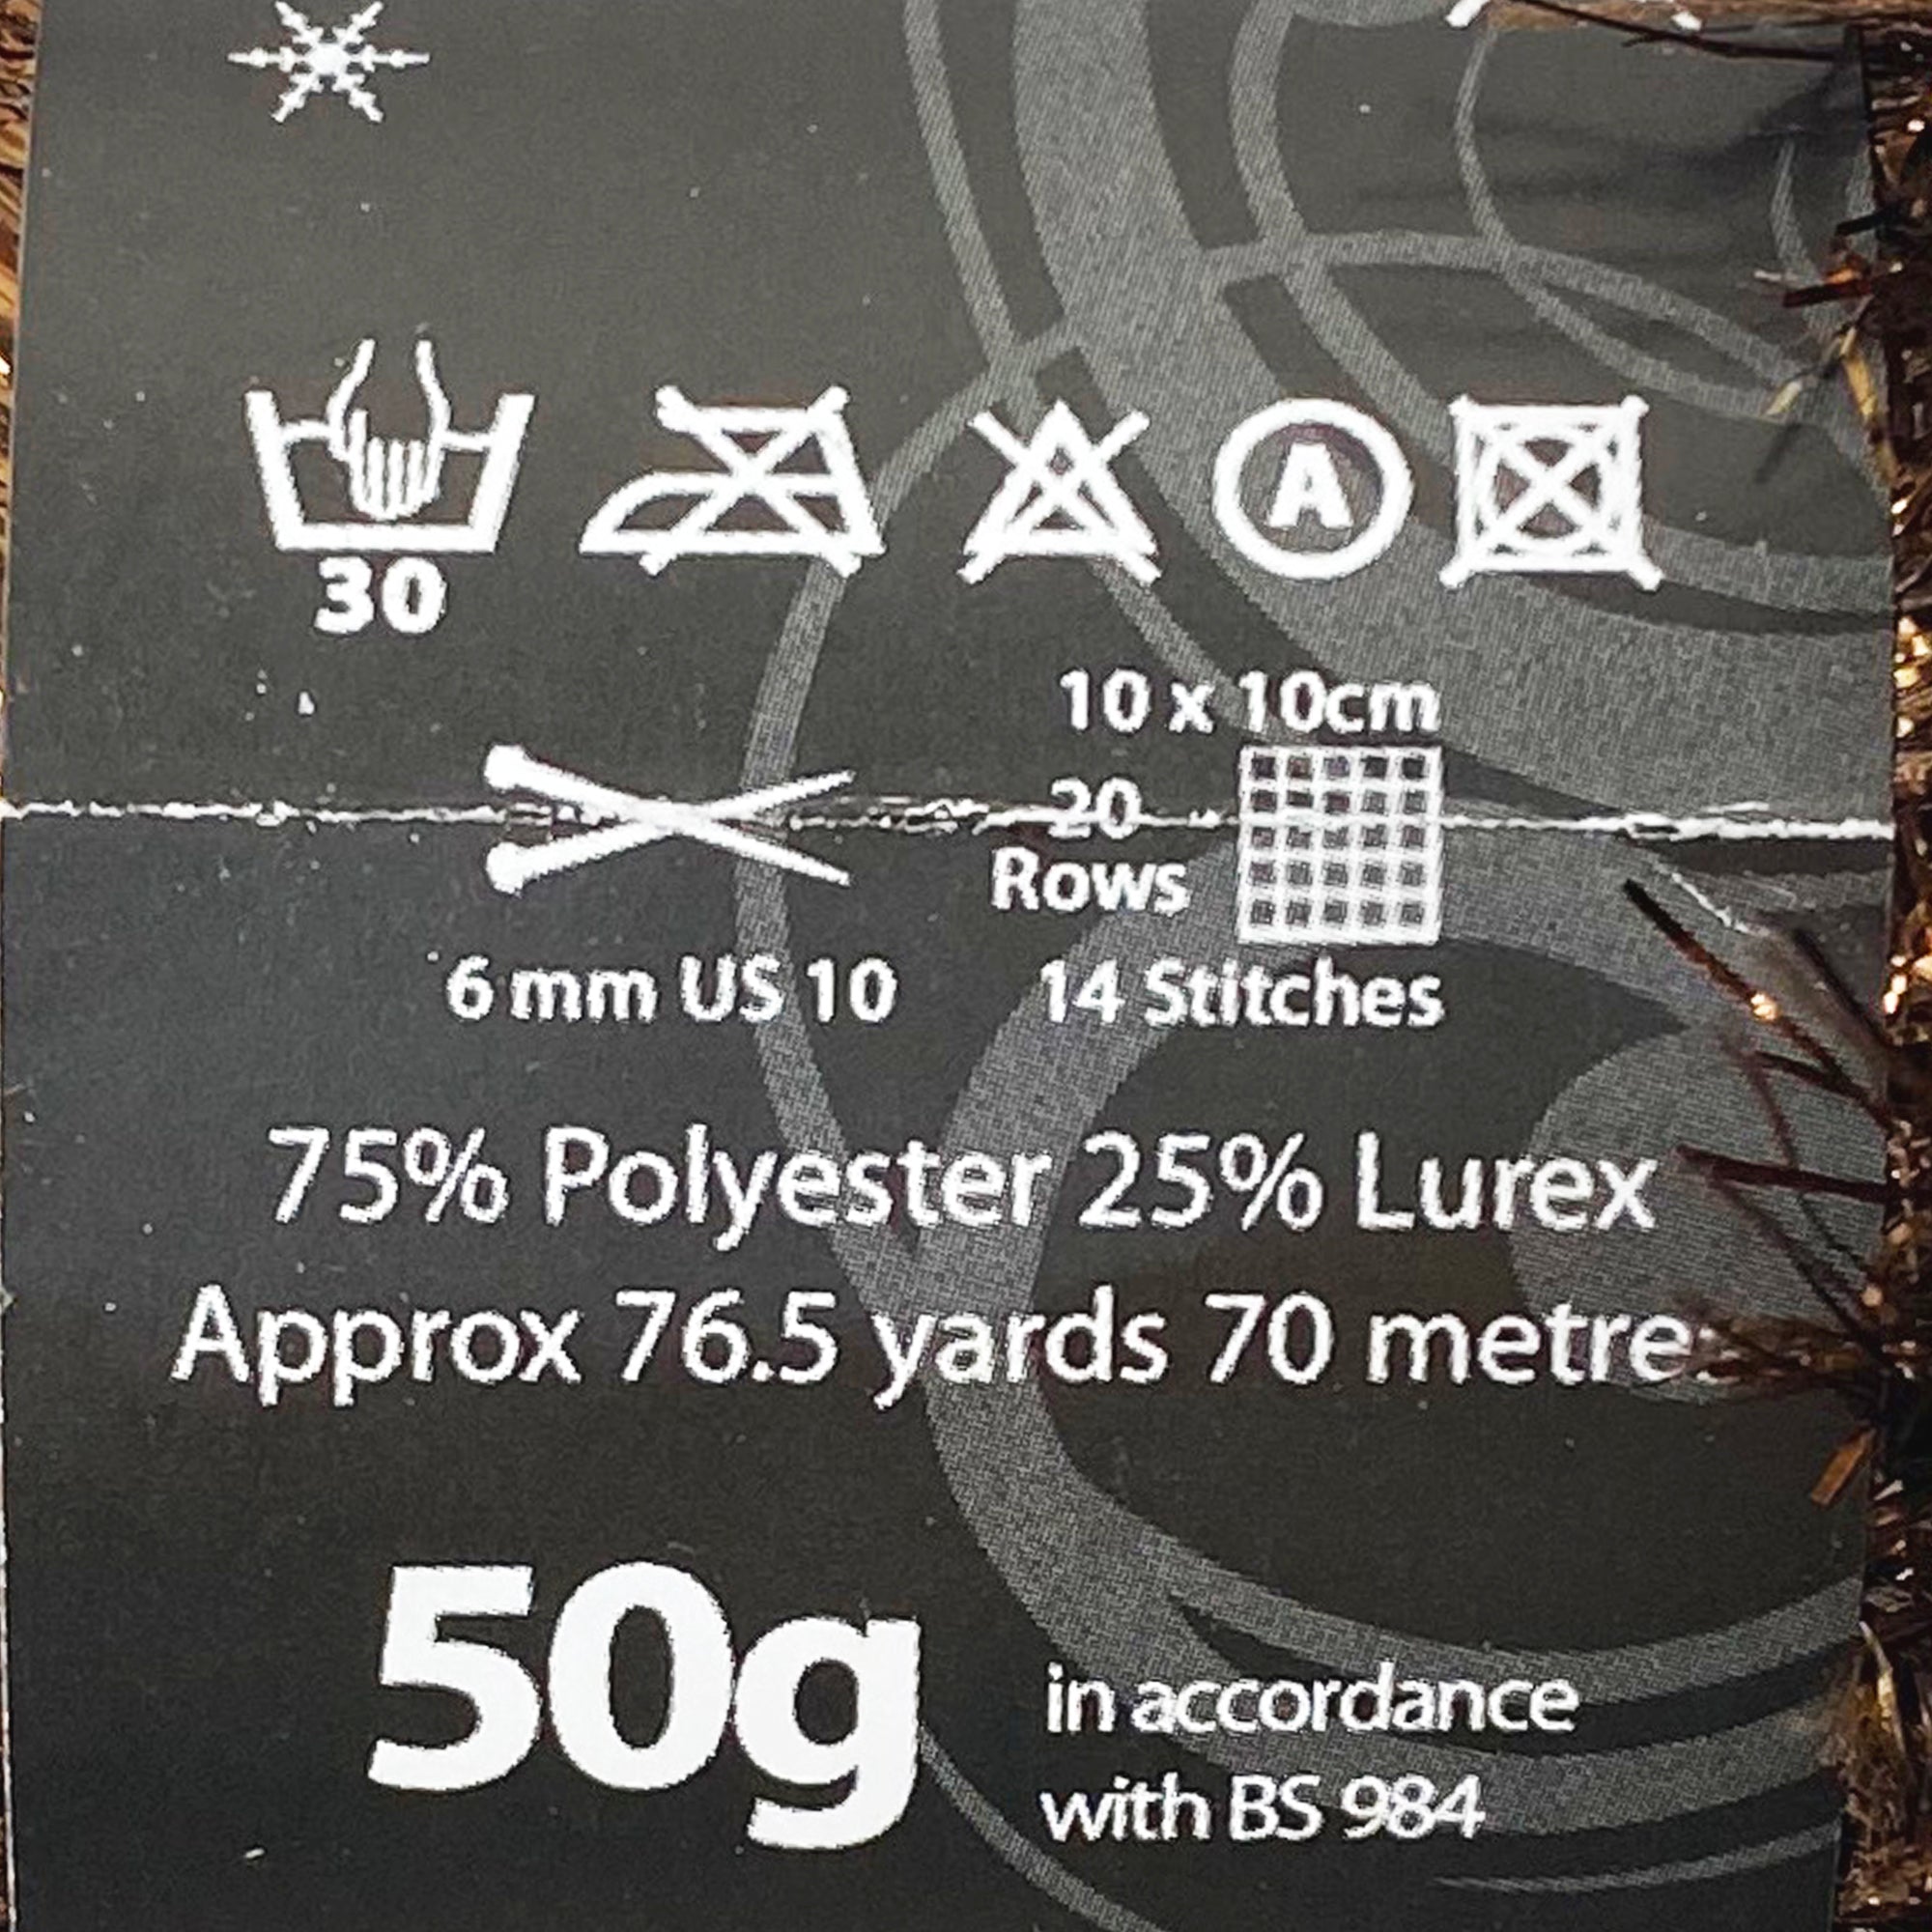 A
30
10 x 10cm
20
Rows
6 mm US 10 14 Stitches
75% Polyester 25% Lurex
Approx 76.5 yards 70 metres
50g
in accordance
with BS 984